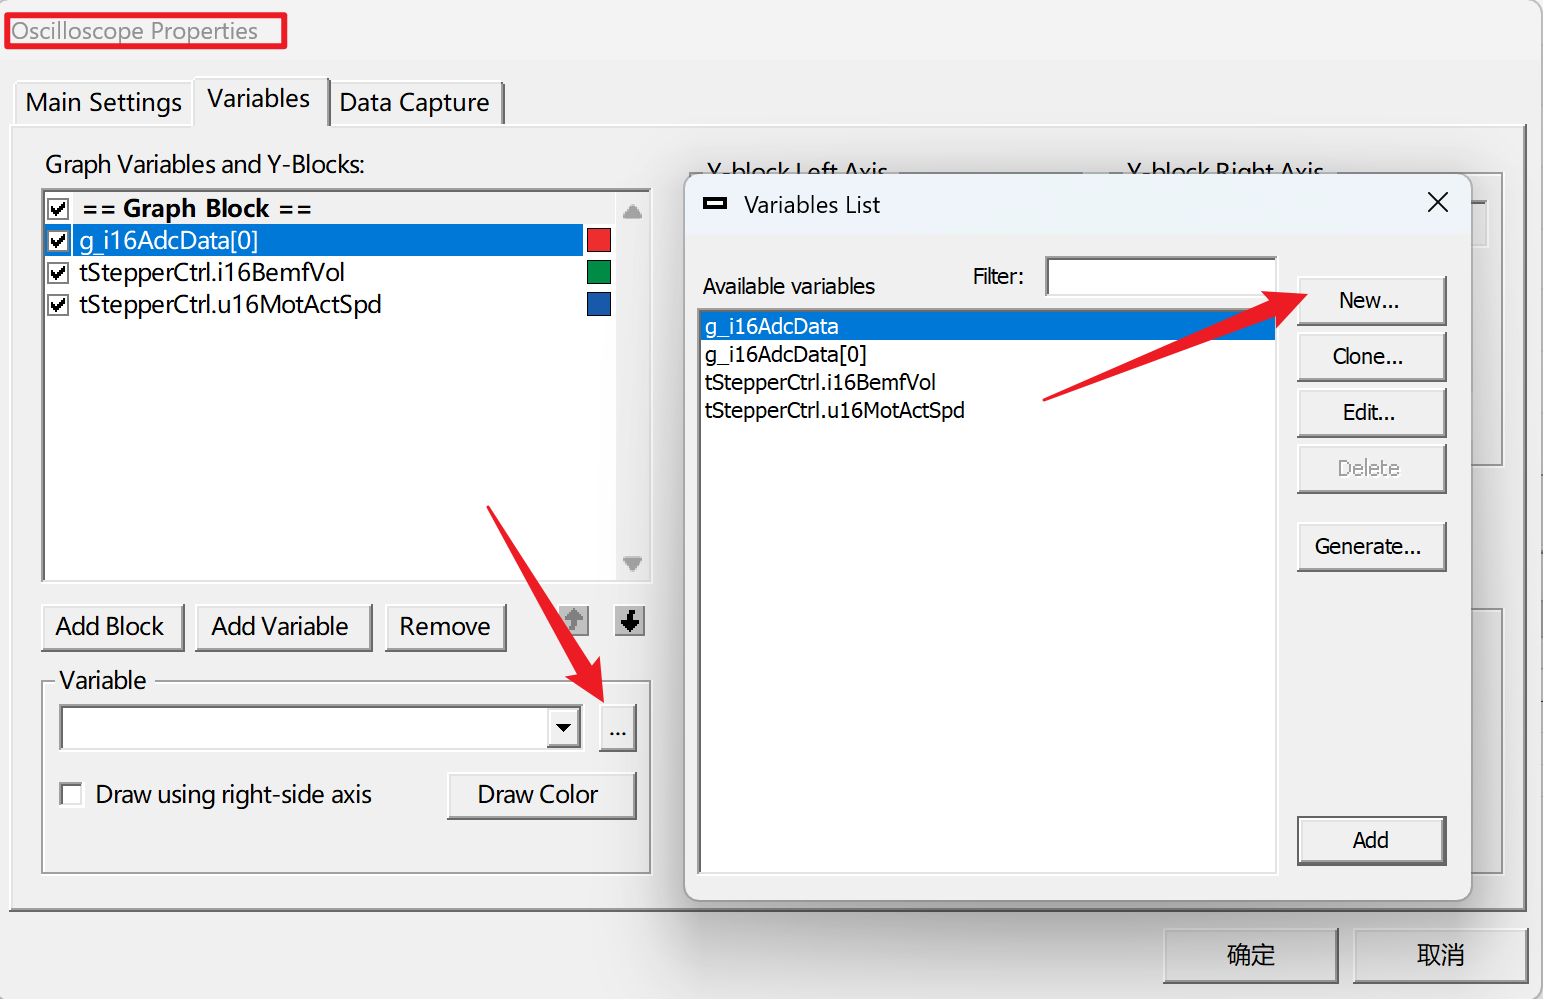 Oscilloscope Properties
Main Settings
Variables
Data Capture
Graph Variables and Y-Blocks:
== Graph Block ==
g_i16AdcData[0]
tStepperCtrl.i16BemfVol
tStepperCtrl.u16MotActSpd
Add Block
Add Variable
Remove
Variable
...
Draw using right-side axis
Draw Color
Y-block Left Axis
Y-block Right Axis
Variables List
Available variables
Filter:
g_i16AdcData
g_i16AdcData[0]
tStepperCtrl.i16BemfVol
tStepperCtrl.u16MotActSpd
New...
Clone...
Edit...
Delete
Generate...
Add
确定
取消